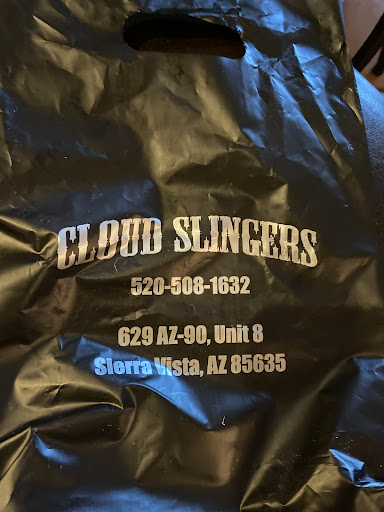 CLOUD SLINGERS
520-508-1632
629 AZ-90, Unit 8
Sierra Vista, AZ 85635